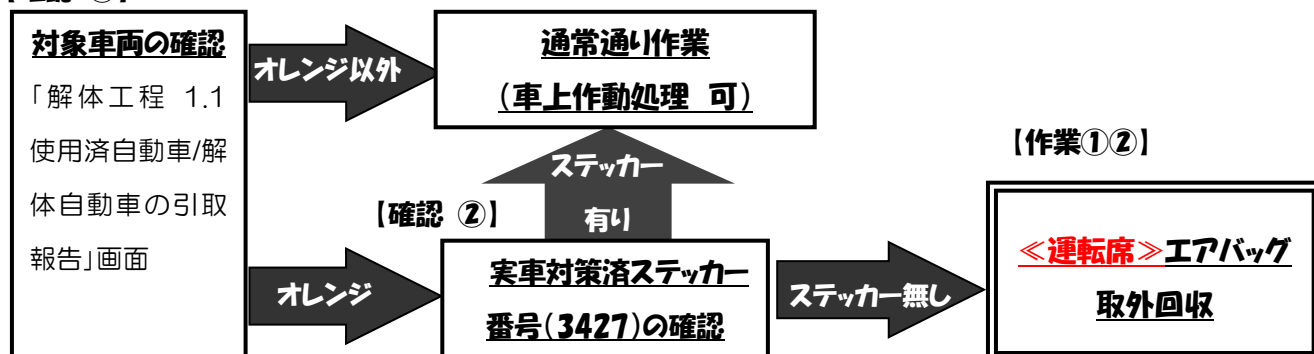 対象車両の確認
「解体工程 1.1
使用済自動車/解
体自動車の引取
報告」画面
オレンジ以外
通常通り作業
(車上作動処理 可)
ステッカー
有り
【確認 ②】
オレンジ
実車対策済ステッカー
番号(3427)の確認
ステッカー無し
【作業①②】
≪運転席≫エアバッグ
取外回収